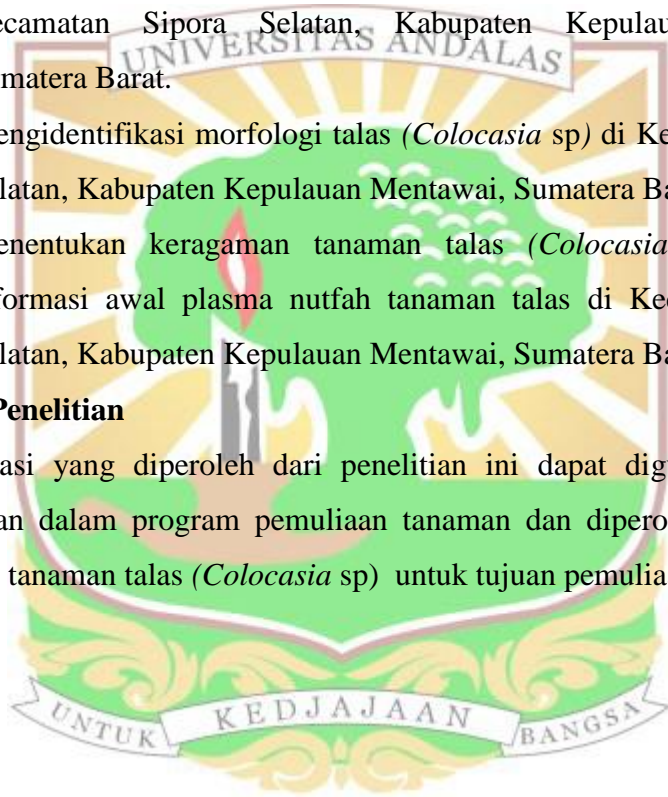 ecamatan Sipora Selatan, Kabupaten Kepulau
UNIVERSITAS ANDALAS
matera Barat.
engidentifikasi morfologi talas (Colocasia sp) di Ke
latan, Kabupaten Kepulauan Mentawai, Sumatera Ba
enentukan keragaman tanaman talas (Colocasia
formasi awal plasma nutfah tanaman talas di Kec
latan, Kabupaten Kepulauan Mentawai, Sumatera Ba
Penelitian
asi yang diperoleh dari penelitian ini dapat dig
an dalam program pemuliaan tanaman dan dipero
tanaman talas (Colocasia sp) untuk tujuan pemulia
UNTUK KEDJAJAAN BANGSA